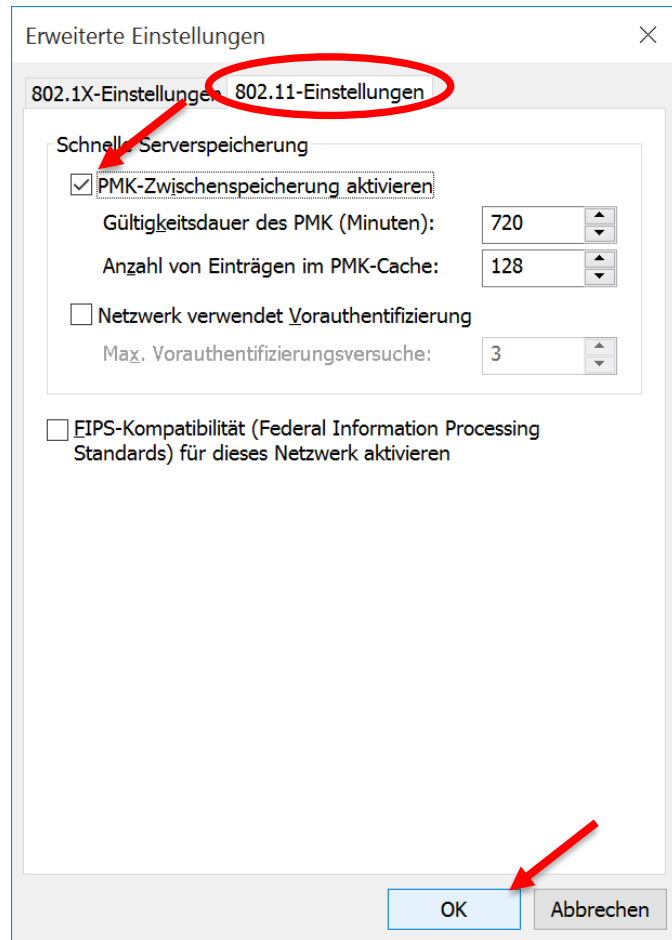 Erweiterte Einstellungen
802.1X-Einstellungen 802.11-Einstellungen
Schnelle Serverspeicherung
PMK-Zwischenspeicherung aktivieren
Gültigkeitsdauer des PMK (Minuten): 720
Anzahl von Einträgen im PMK-Cache: 128
Netzwerk verwendet Vorauthentifizierung
Max. Vorauthentifizierungsversuche: 3
FIPS-Kompatibilität (Federal Information Processing
Standards) für dieses Netzwerk aktivieren
OK Abbrechen